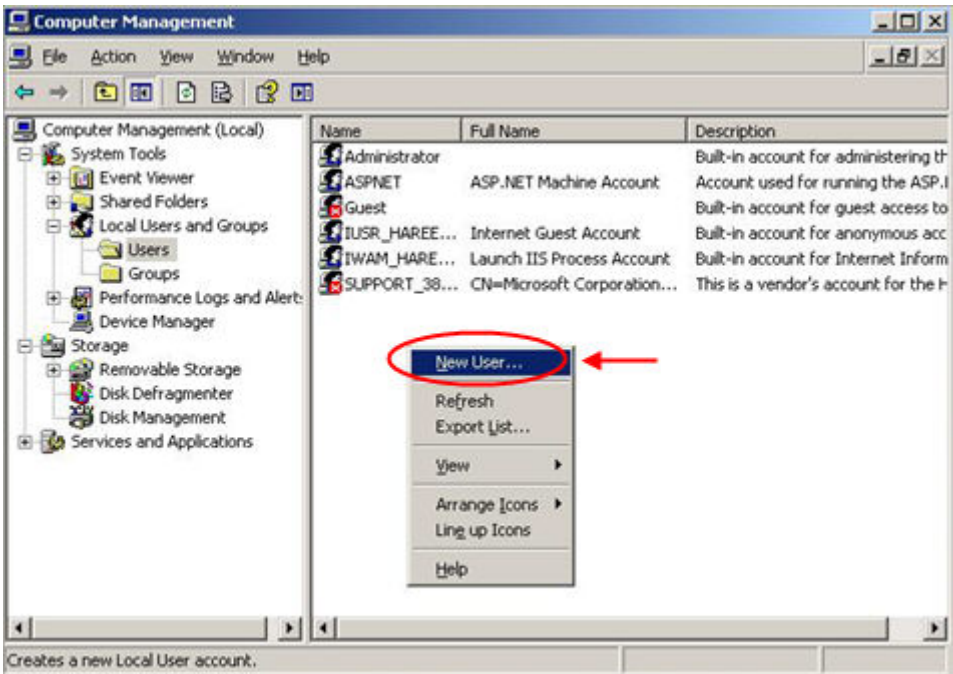 Computer Management
File Action View Window Help
Computer Management (Local)
System Tools
Event Viewer
Shared Folders
Local Users and Groups
Users
Groups
Performance Logs and Alert
Device Manager
Storage
Removable Storage
Disk Defragmenter
Disk Management
Services and Applications
Name Full Name Description
Administrator Built-in account for administering th
ASPNET ASP.NET Machine Account Account used for running the ASP.
Guest Built-in account for guest access to
IUSR_HAREE... Internet Guest Account Built-in account for anonymous acc
IWAM_HARE... Launch IIS Process Account Built-in account for Internet Inform
SUPPORT_38... CN=Microsoft Corporation... This is a vendor's account for the H
New User...
Refresh
Export List...
View
Arrange Icons
Line up Icons
Help
Creates a new Local User account.